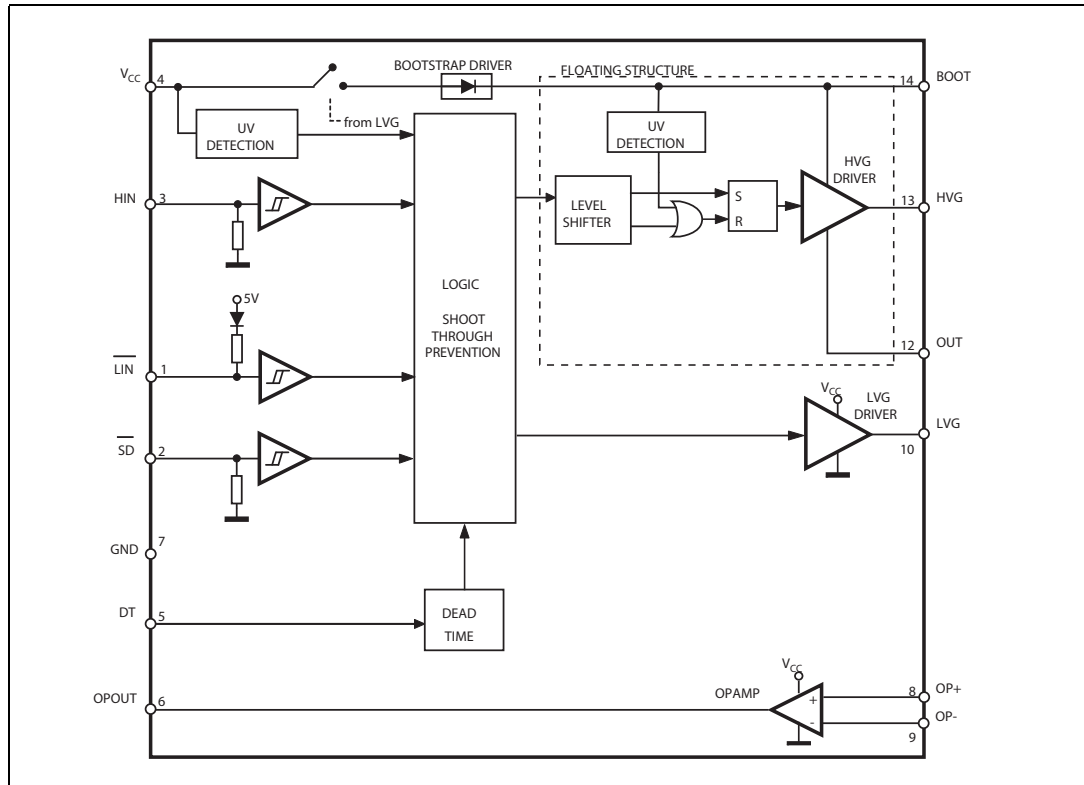 BOOTSTRAP DRIVER
FLOATING STRUCTURE
VCC
4
14
BOOT
from LVG
UV
DETECTION
UV
DETECTION
HVG
DRIVER
HIN
3
LEVEL
SHIFTER
S
R
13
HVG
LOGIC
SHOOT
THROUGH
PREVENTION
5V
12
OUT
LIN
1
VCC
LVG
DRIVER
LVG
10
SD
2
GND
7
DT
5
DEAD
TIME
VCC
OPAMP
OPOUT
6
+
-
8
OP+
OP-
9